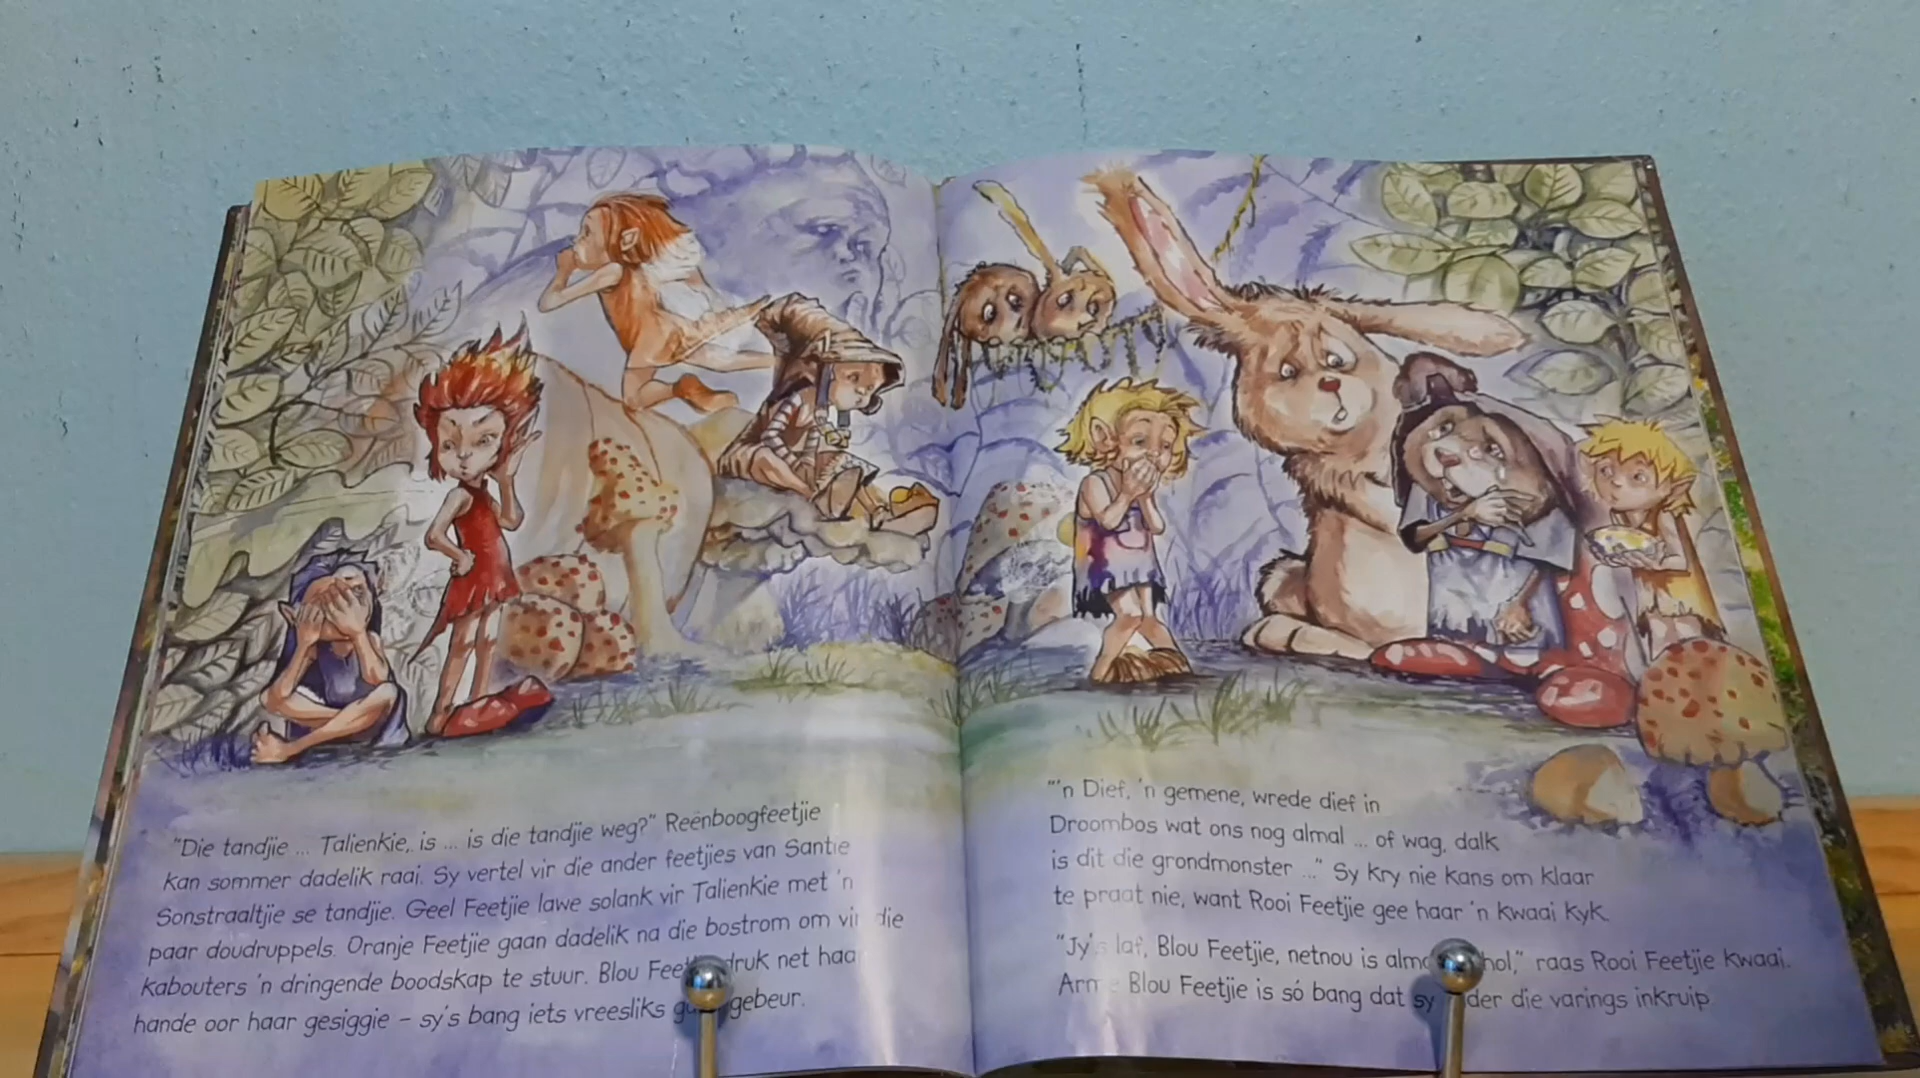 "Die tandjie ... Talienkie, is ... is die tandjie weg?" Reënboogfeetjie
kan sommer dadelik raai. Sy vertel vir die ander feetjies van Santie
Sonstraaltjie se tandjie. Geel Feetjie lawe solank vir Talienkie met 'n
paar doudruppels. Oranje Feetjie gaan dadelik na die bostrom om vir die
kabouters 'n dringende boodskap te stuur. Blou druk net haar
hande oor haar gesiggie – sy's bang iets vreesliks gebeur.
"'n Dief, 'n gemene, wrede dief in
Droombos wat ons nog almal ... of wag, dalk
is dit die grondmonster ..." Sy kry nie kans om klaar
te praat nie, want Rooi Feetjie gee haar 'n kwaai kyk.
"Jy's laf, Blou Feetjie, netnou is raas Rooi Feetjie kwaai.
Arme Blou Feetjie is só bang dat sy die varings inkruip.